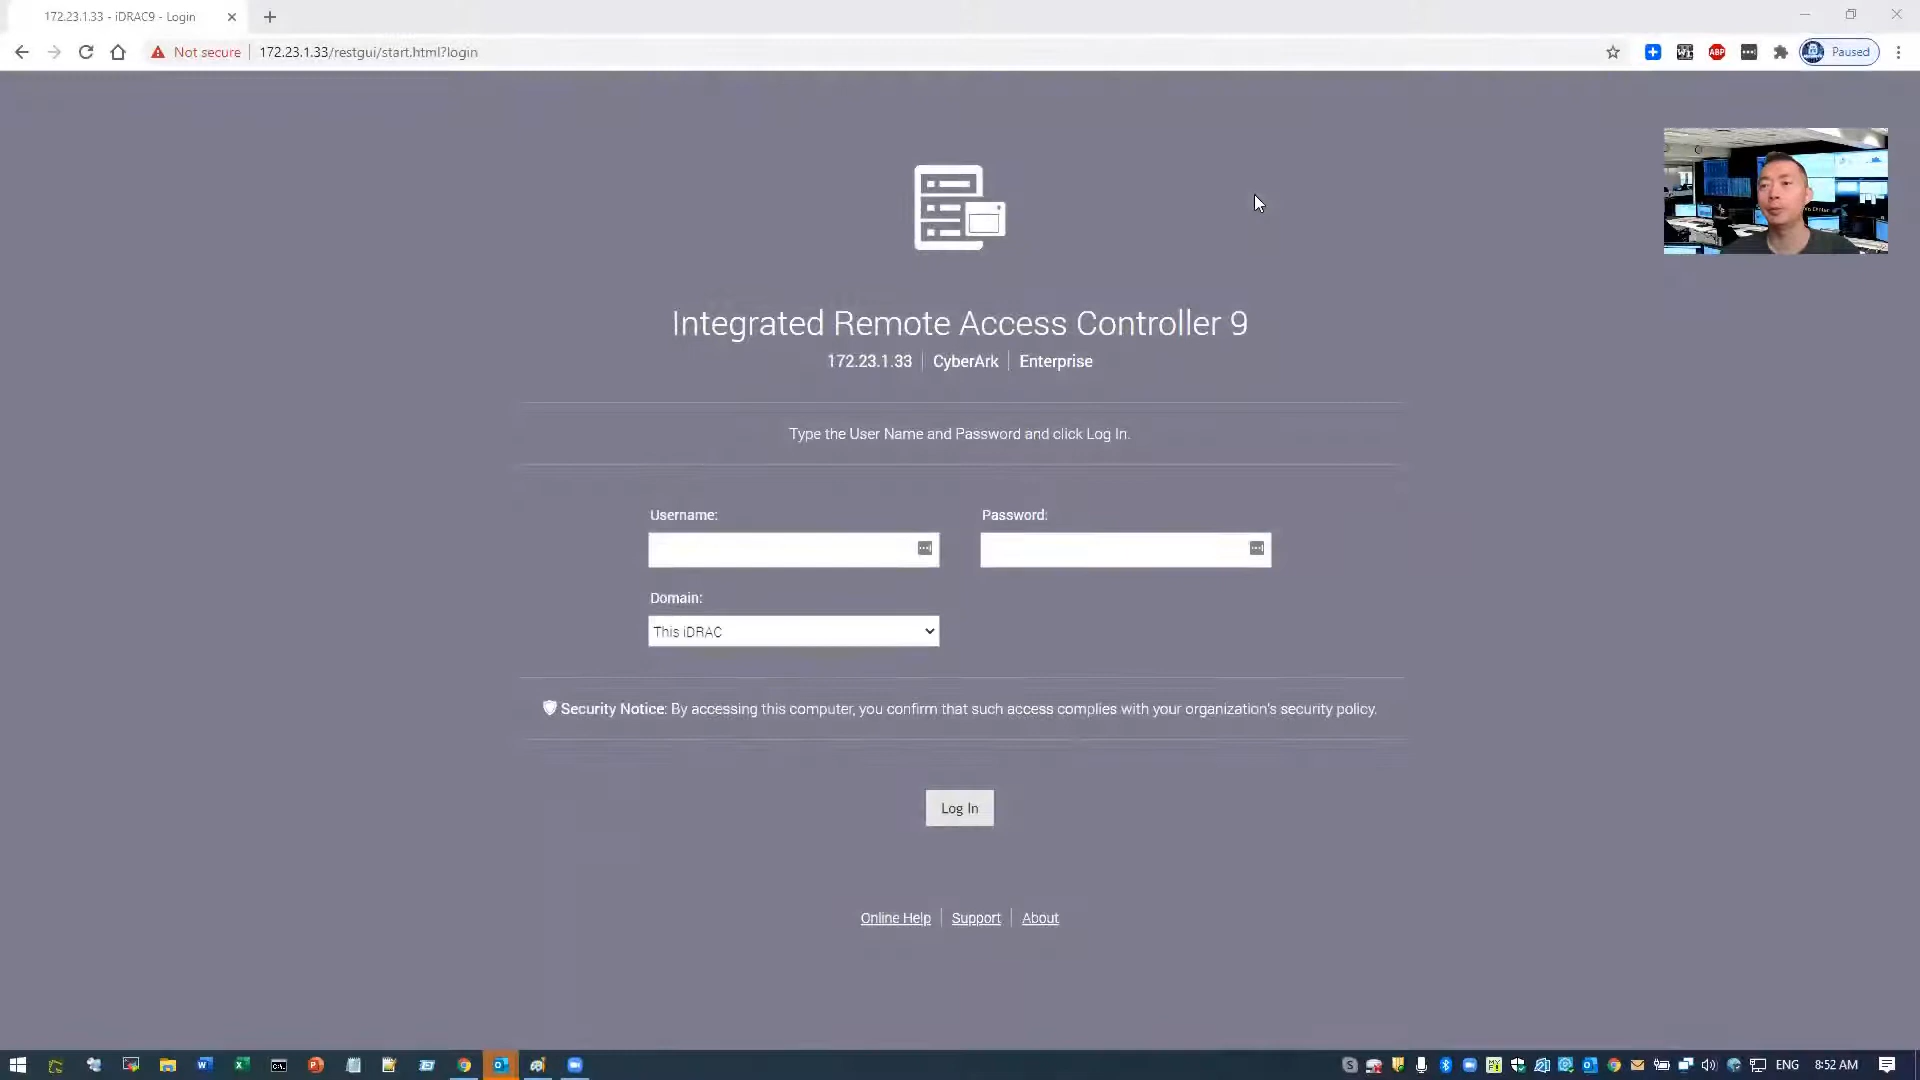 172.23.1.33 - iDRAC9 - Login
Not secure
172.23.1.33/restgui/start.html?login
ABP
Paused
Integrated Remote Access Controller 9
172.23.1.33 | CyberArk | Enterprise
Type the User Name and Password and click Log In.
Username:
Password:
Domain:
This iDRAC
Security Notice: By accessing this computer, you confirm that such access complies with your organization's security policy.
Log In
Online Help | Support | About
ENG
8:52 AM